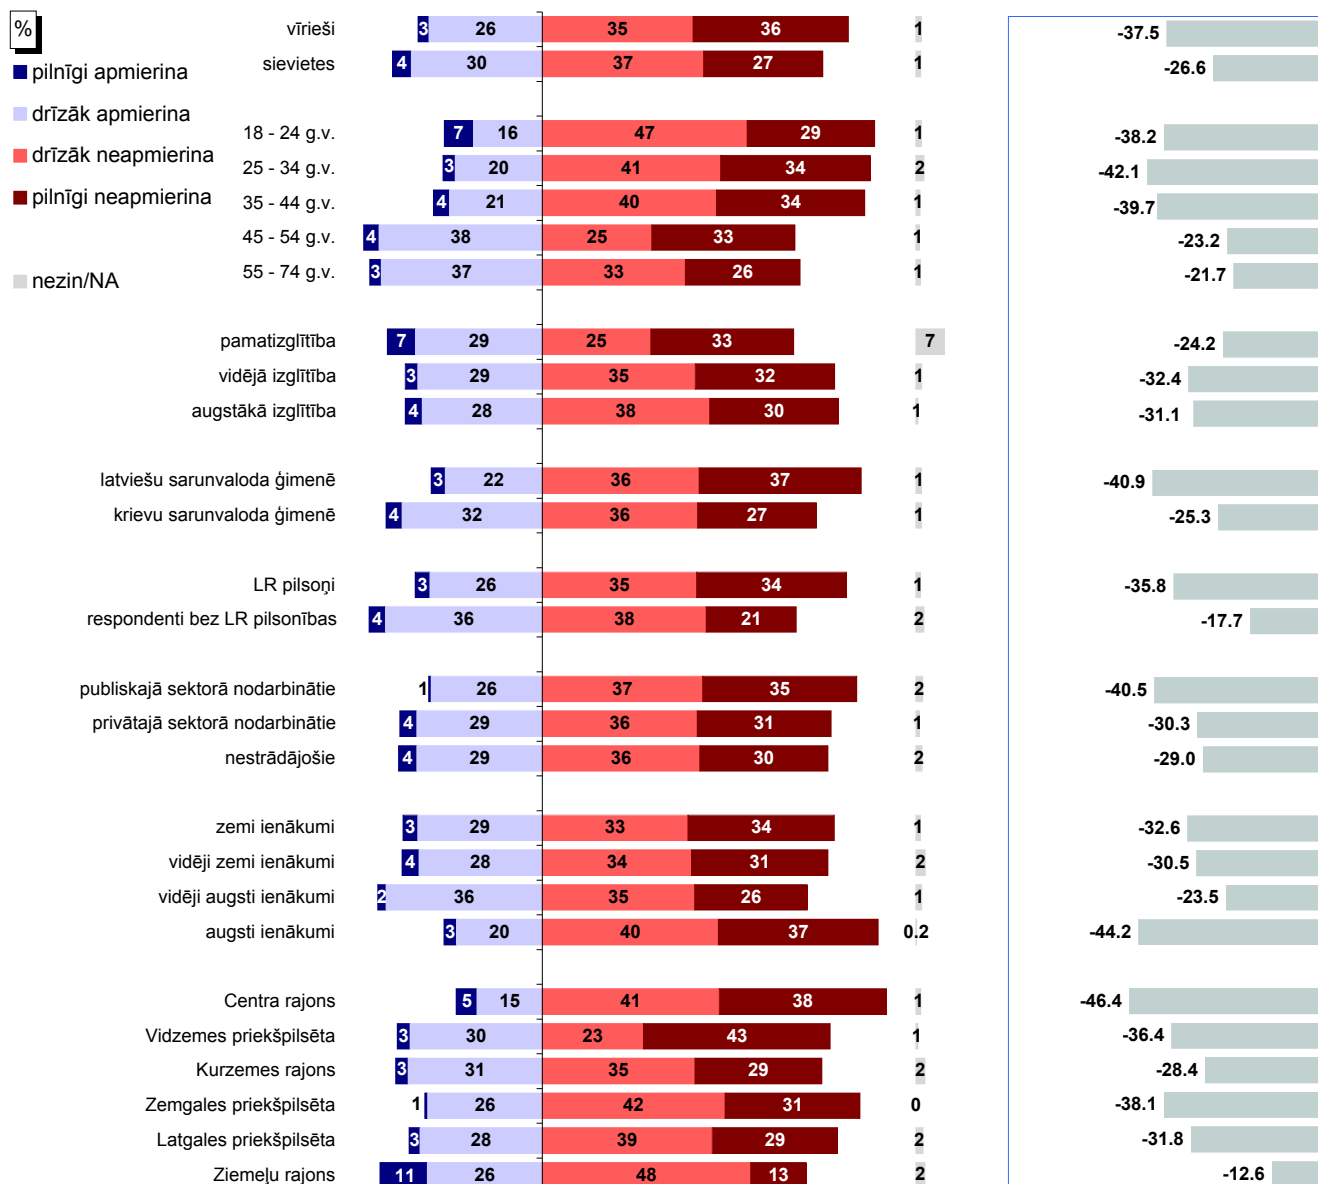 %
pilnīgi apmierina
drīzāk apmierina
drīzāk neapmierina
pilnīgi neapmierina
nezin/NA
vīrieši 3 26 35 36 1 -37.5
sievietes 4 30 37 27 1 -26.6
18 - 24 g.v. 7 16 47 29 1 -38.2
25 - 34 g.v. 3 20 41 34 2 -42.1
35 - 44 g.v. 4 21 40 34 1 -39.7
45 - 54 g.v. 4 38 25 33 1 -23.2
55 - 74 g.v. 3 37 33 26 1 -21.7
pamatizglītība 7 29 25 33 7 -24.2
vidējā izglītība 3 29 35 32 1 -32.4
augstākā izglītība 4 28 38 30 1 -31.1
latviešu sarunvaloda ģimenē 3 22 36 37 1 -40.9
krievu sarunvaloda ģimenē 4 32 36 27 1 -25.3
LR pilsoņi 3 26 35 34 1 -35.8
respondenti bez LR pilsonības 4 36 38 21 2 -17.7
publiskajā sektorā nodarbinātie 1 26 37 35 2 -40.5
privātajā sektorā nodarbinātie 4 29 36 31 1 -30.3
nestrādājošie 4 29 36 30 2 -29.0
zemi ienākumi 3 29 33 34 1 -32.6
vidēji zemi ienākumi 4 28 34 31 2 -30.5
vidēji augsti ienākumi 2 36 35 26 1 -23.5
augsti ienākumi 3 20 40 37 0.2 -44.2
Centra rajons 5 15 41 38 1 -46.4
Vidzemes priekšpilsēta 3 30 23 43 1 -36.4
Kurzemes rajons 3 31 35 29 2 -28.4
Zemgales priekšpilsēta 1 26 42 31 0 -38.1
Latgales priekšpilsēta 3 28 39 29 2 -31.8
Ziemeļu rajons 11 26 48 13 2 -12.6